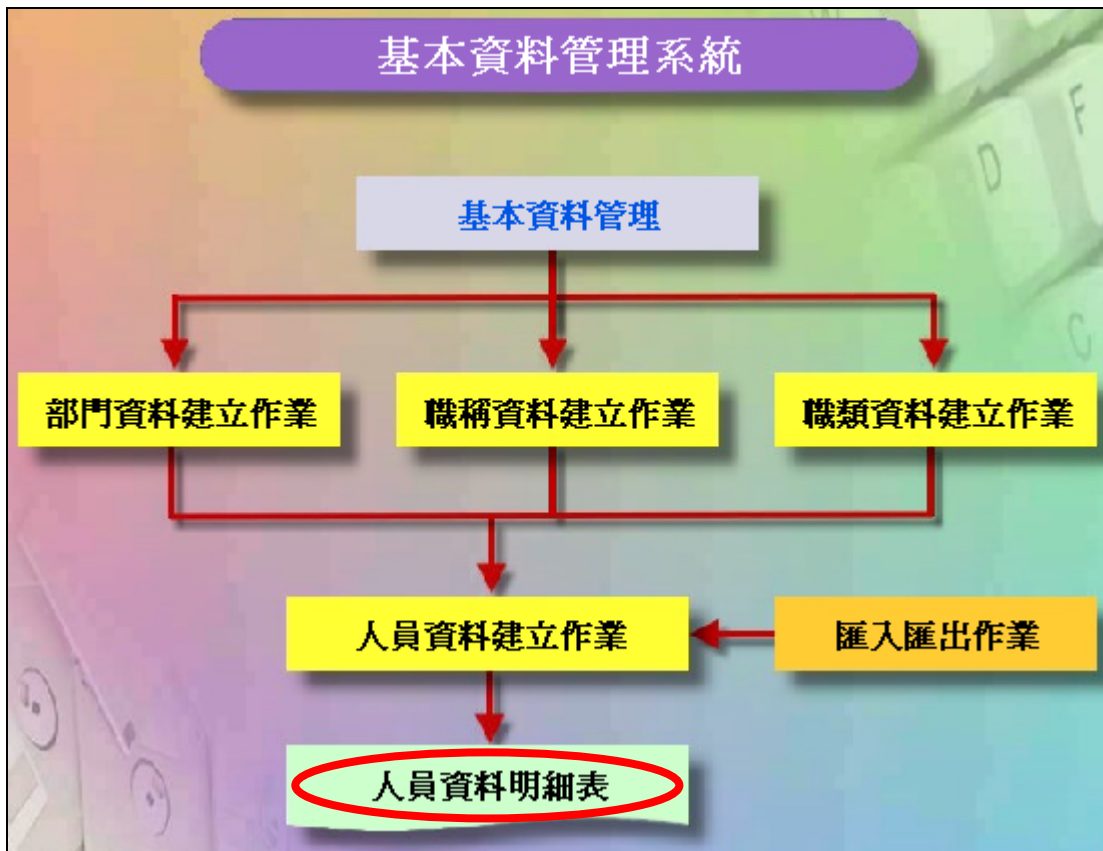 基本資料管理系統
基本資料管理
部門資料建立作業
職稱資料建立作業
職類資料建立作業
人員資料建立作業
匯入匯出作業
人員資料明細表
D
F
C